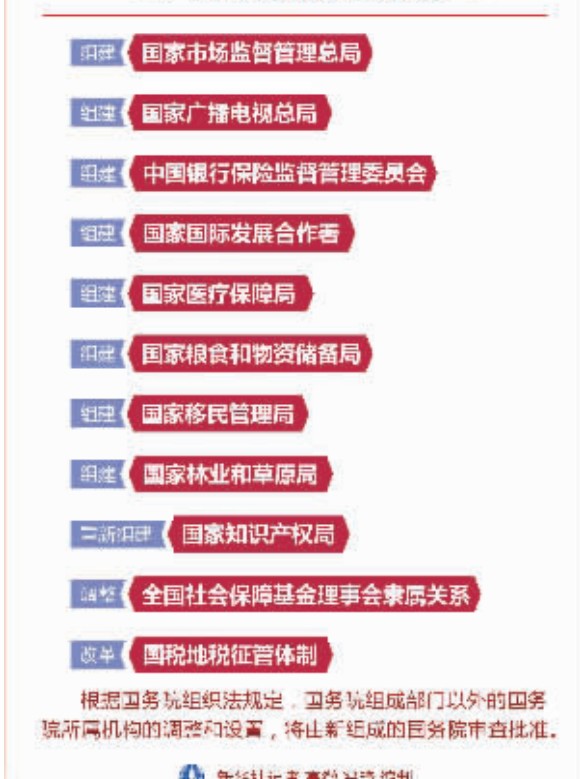 组建 国家市场监督管理总局
组建 国家广播电视总局
组建 中国银行保险监督管理委员会
组建 国家国际发展合作署
组建 国家医疗保障局
组建 国家粮食和物资储备局
组建 国家移民管理局
组建 国家林业和草原局
重新组建 国家知识产权局
调整 全国社会保障基金理事会隶属关系
改革 国税地税征管体制
根据国务院组织法规定，国务院组成部门以外的国务
院所属机构的调整和设置，将由新组成的国务院审查批准。
新华社记者